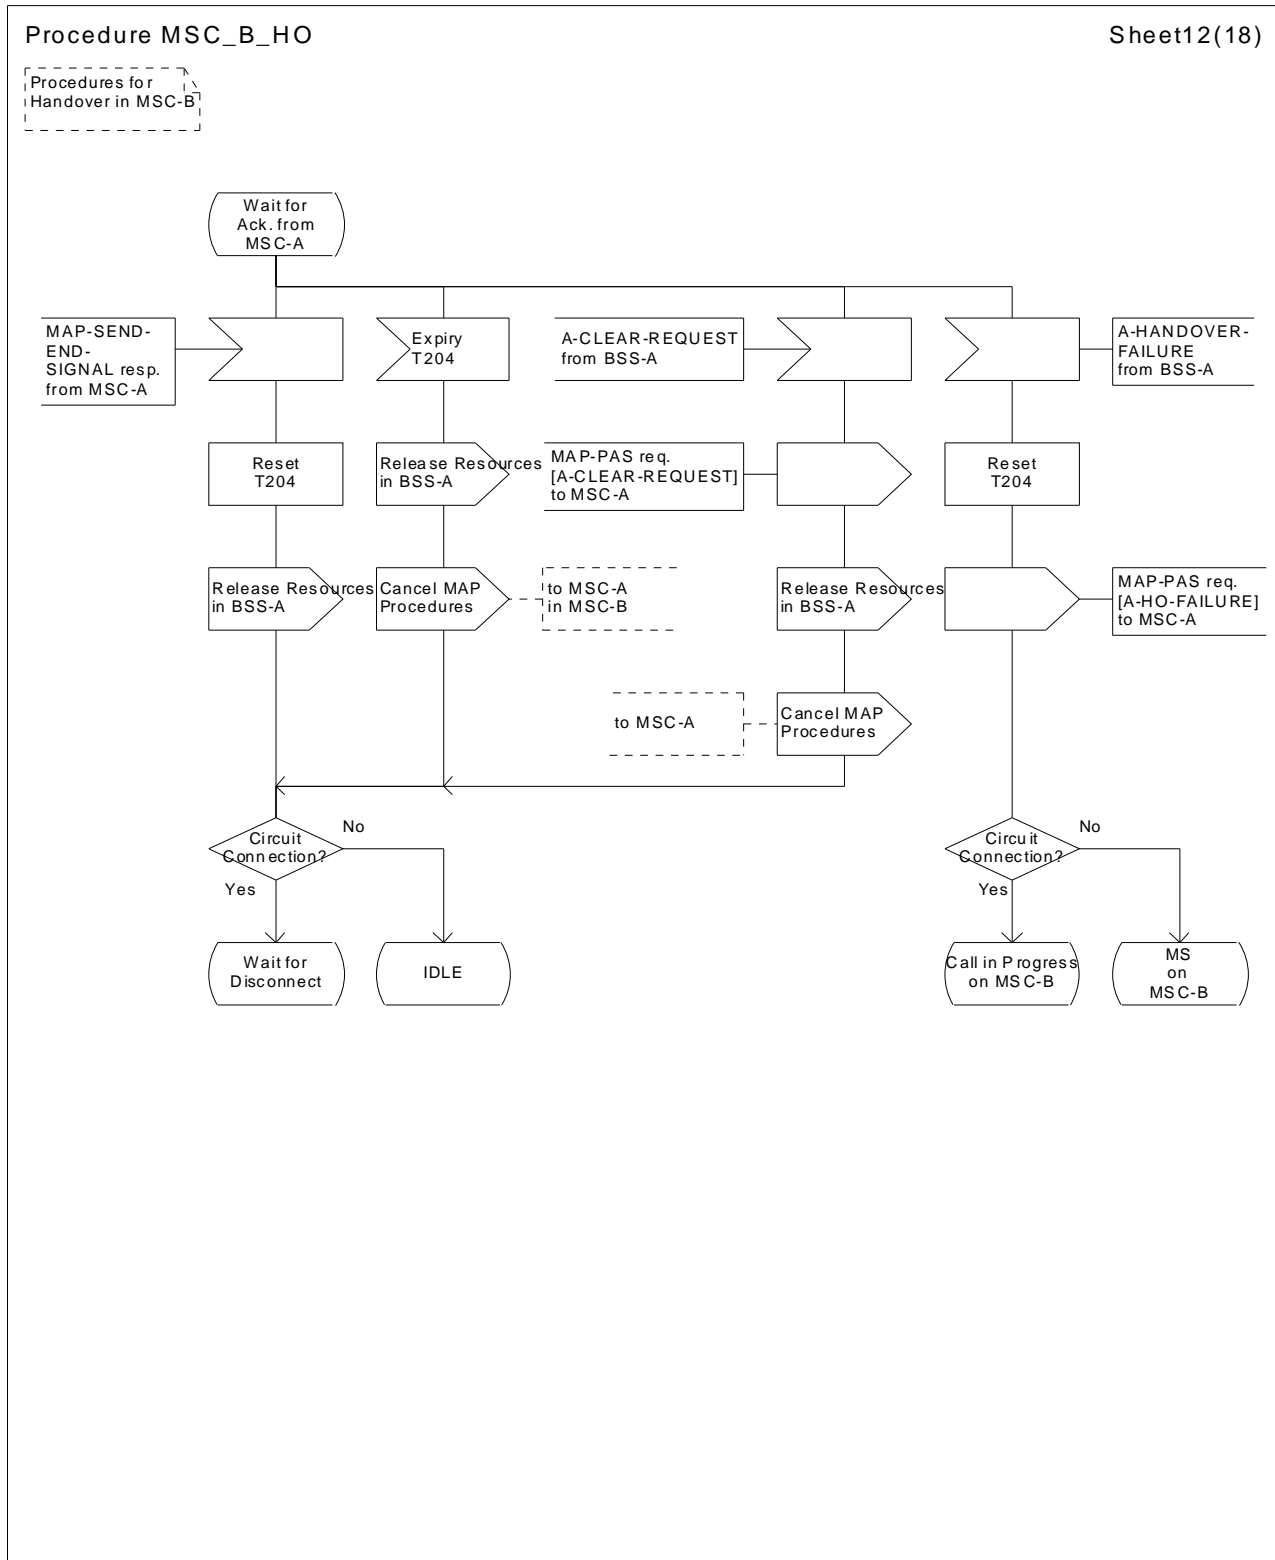 Procedure MSC_B_HO
Sheet12(18)
Procedures for
Handover in MSC-B
Wait for
Ack. from
MSC-A
MAP-SEND-
END-
SIGNAL resp.
from MSC-A
Expiry
T204
A-CLEAR-REQUEST
from BSS-A
A-HANDOVER-
FAILURE
from BSS-A
Reset
T204
Release Resources
in BSS-A
MAP-PAS req.
[A-CLEAR-REQUEST]
to MSC-A
Reset
T204
Release Resources
in BSS-A
Cancel MAP
Procedures
to MSC-A
in MSC-B
Release Resources
in BSS-A
MAP-PAS req.
[A-HO-FAILURE]
to MSC-A
to MSC-A
Cancel MAP
Procedures
Circuit
Connection?
No
Yes
Circuit
Connection?
No
Yes
Wait for
Disconnect
IDLE
Call in Progress
on MSC-B
MS
on
MSC-B